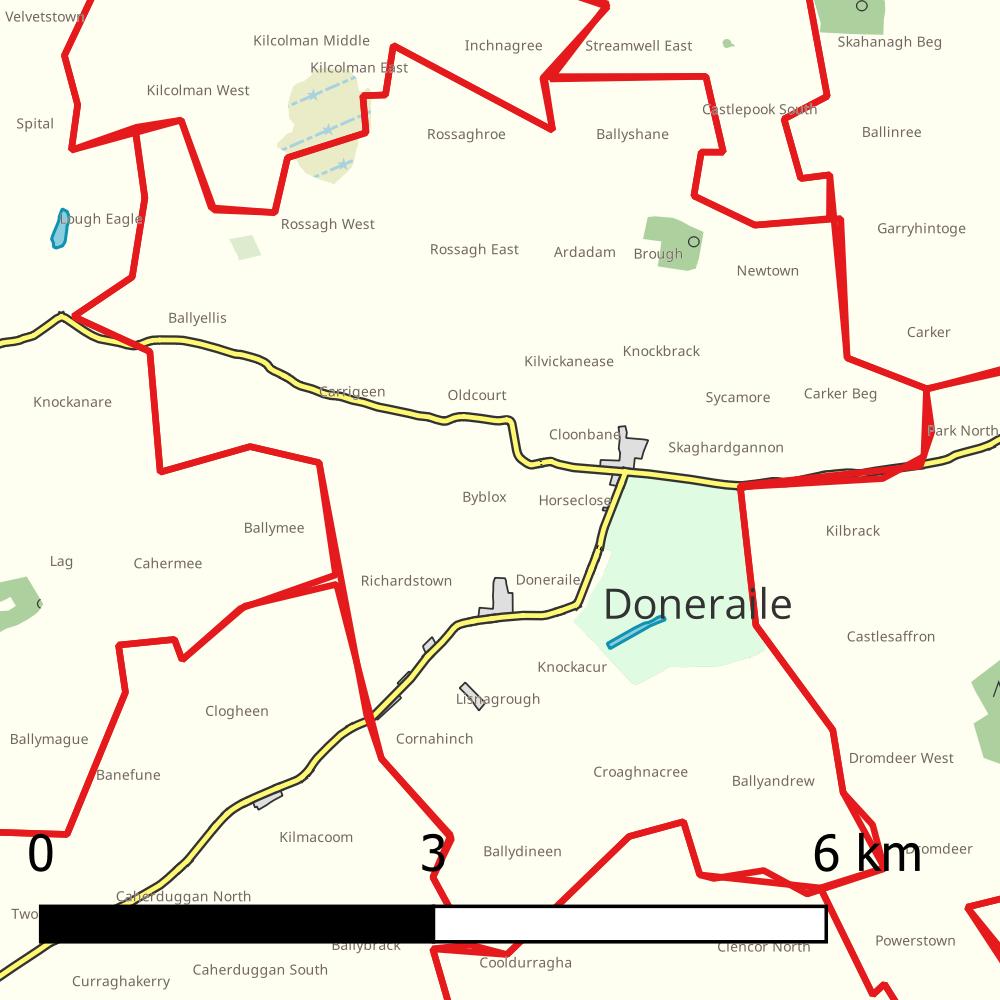 Velvetstown
Kilcolman Middle
Inchnagree
Streamwell East
Skahanagh Beg
Kilcolman East
Kilcolman West
Castlepook South
Spital
Rossaghroe
Ballyshane
Ballinree
Lough Eagle
Rossagh West
Garryhintoge
Rossagh East
Ardadam
Brough
Newtown
Ballyellis
Carker
Knockbrack
Kilvickanease
Carrigeen
Oldcourt
Sycamore
Carker Beg
Knockanare
Cloonbane
Park North
Skaghardgannon
Byblox
Horseclose
Ballymee
Kilbrack
Lag
Cahermee
Richardstown
Doneraile
Doneraile
Castlesaffron
Knockacur
Lisnagrough
Clogheen
Ballymague
Cornahinch
Dromdeer West
Banefune
Croaghnacree
Ballyandrew
Kilmacoom
Ballydineen
Dromdeer
0 3 6 km
Caherduggan North
Two
Ballybrack
Clencor North
Powerstown
Cooldurragha
Caherduggan South
Curraghakerry